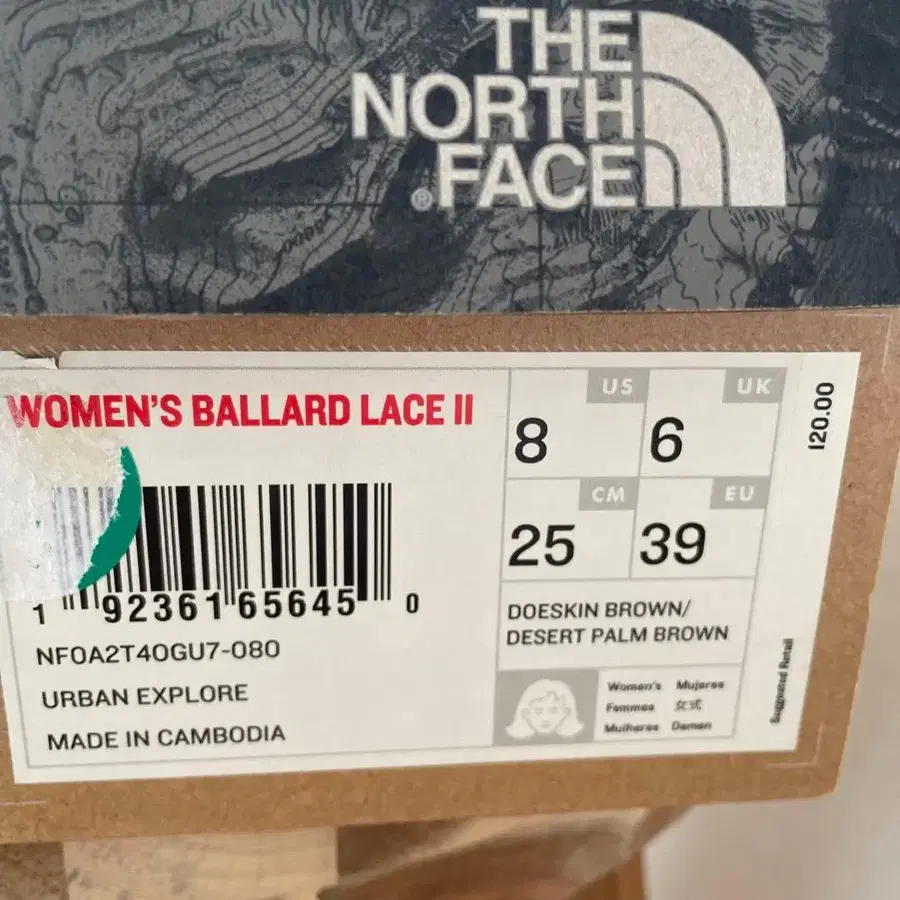 THE
NORTH
®FACE
WOMEN'S BALLARD LACE II
1 92361 65645 0
NF0A2T40GU7-080
URBAN EXPLORE
MADE IN CAMBODIA
US
8
UK
6
CM
25
EU
39
DOESKIN BROWN/
DESERT PALM BROWN
Women's Mujeres
Femmes 女式
Mulheres Damen
120.00
Suggested Retail